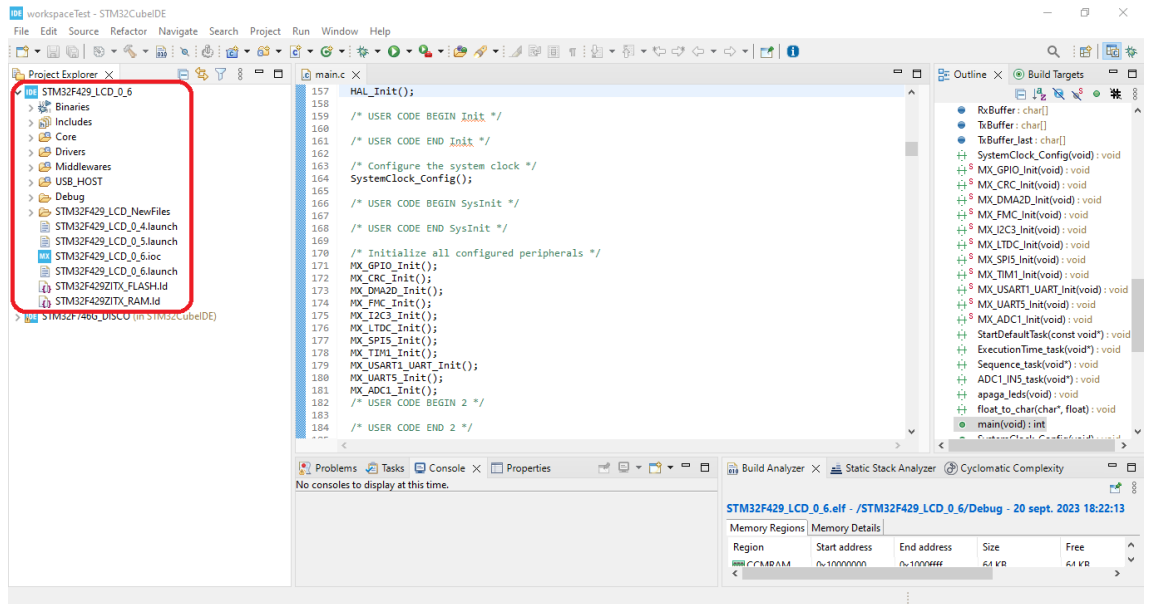 IDE workspaceTest - STM32CubeIDE
File Edit Source Refactor Navigate Search Project Run Window Help
Project Explorer
IDE STM32F429_LCD_0_6
Binaries
Includes
Core
Drivers
Middlewares
USB_HOST
Debug
STM32F429_LCD_NewFiles
STM32F429_LCD_0_4.launch
STM32F429_LCD_0_5.launch
MX STM32F429_LCD_0_6.ioc
STM32F429_LCD_0_6.launch
STM32F429ZITX_FLASH.ld
STM32F429ZITX_RAM.ld
IDE STM32F746G_DISCO (in STM32CubeIDE)
main.c
157 HAL_Init();
158
159 /* USER CODE BEGIN Init */
160
161 /* USER CODE END Init */
162
163 /* Configure the system clock */
164 SystemClock_Config();
165
166 /* USER CODE BEGIN SysInit */
167
168 /* USER CODE END SysInit */
169
170 /* Initialize all configured peripherals */
171 MX_GPIO_Init();
172 MX_CRC_Init();
173 MX_DMA2D_Init();
174 MX_FMC_Init();
175 MX_I2C3_Init();
176 MX_LTDC_Init();
177 MX_SPI5_Init();
178 MX_TIM1_Init();
179 MX_USART1_UART_Init();
180 MX_UART5_Init();
181 MX_ADC1_Init();
182 /* USER CODE BEGIN 2 */
183
184 /* USER CODE END 2 */
Outline Build Targets
RxBuffer : char[]
TxBuffer : char[]
TxBuffer_last : char[]
SystemClock_Config(void) : void
S MX_GPIO_Init(void) : void
S MX_CRC_Init(void) : void
S MX_DMA2D_Init(void) : void
S MX_FMC_Init(void) : void
S MX_I2C3_Init(void) : void
S MX_LTDC_Init(void) : void
S MX_SPI5_Init(void) : void
S MX_TIM1_Init(void) : void
S MX_USART1_UART_Init(void) : void
S MX_UART5_Init(void) : void
S MX_ADC1_Init(void) : void
StartDefaultTask(const void*) : void
ExecutionTime_task(void*) : void
Sequence_task(void*) : void
ADC1_IN5_task(void*) : void
apaga_leds(void) : void
float_to_char(char*, float) : void
main(void) : int
SystemClock_Config(void) : void
Problems Tasks Console Properties
No consoles to display at this time.
Build Analyzer Static Stack Analyzer Cyclomatic Complexity
STM32F429_LCD_0_6.elf - /STM32F429_LCD_0_6/Debug - 20 sept. 2023 18:22:13
Memory Regions Memory Details
Region Start address End address Size Free
CCMRAM 0x10000000 0x1000ffff 64 KB 64 KB